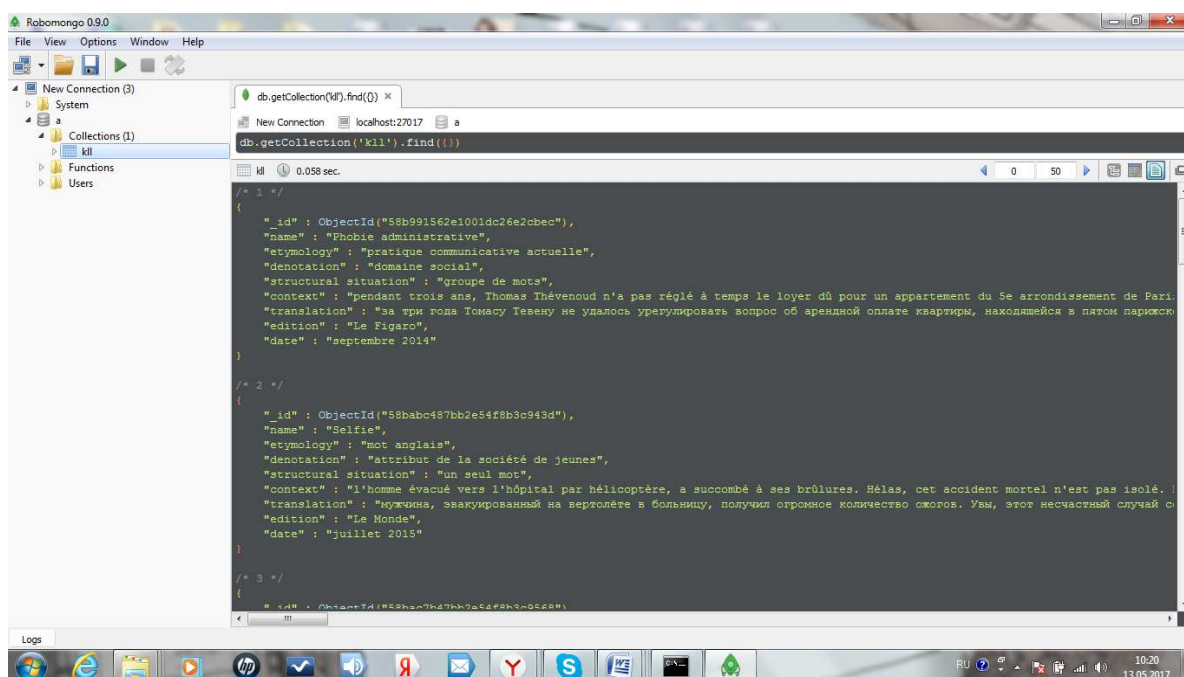 Robomongo 0.9.0
File View Options Window Help
New Connection (3)
System
a
Collections (1)
kll
Functions
Users
db.getCollection('kll').find({})
New Connection localhost:27017 a
db.getCollection('kll').find({})
kll 0.058 sec. 0 50
/* 1 */
{
"_id" : ObjectId("58b991562e1001dc26e2cbec"),
"name" : "Phobie administrative",
"etymology" : "pratique communicative actuelle",
"denotation" : "domaine social",
"structural situation" : "groupe de mots",
"context" : "pendant trois ans, Thomas Thévenoud n'a pas réglé à temps le loyer dû pour un appartement du 5e arrondissement de Pari
"translation" : "за три года Томасу Тевену не удалось урегулировать вопрос об арендной оплате квартиры, находящейся в пятом парижск
"edition" : "Le Figaro",
"date" : "septembre 2014"
}
/* 2 */
{
"_id" : ObjectId("58babc487bb2e54f8b3c943d"),
"name" : "Selfie",
"etymology" : "mot anglais",
"denotation" : "attribut de la société de jeunes",
"structural situation" : "un seul mot",
"context" : "l'homme évacué vers l'hôpital par hélicoptère, a succombé à ses brûlures. Hélas, cet accident mortel n'est pas isolé.
"translation" : "мужчина, эвакуированный на вертолёте в больницу, получил огромное количество ожогов. Увы, этот несчастный случай с
"edition" : "Le Monde",
"date" : "juillet 2015"
}
/* 3 */
{
"_id" : ObjectId("58bac7b47bb2e54f8b3c9568")
Logs
RU 10:20
13.05.2017